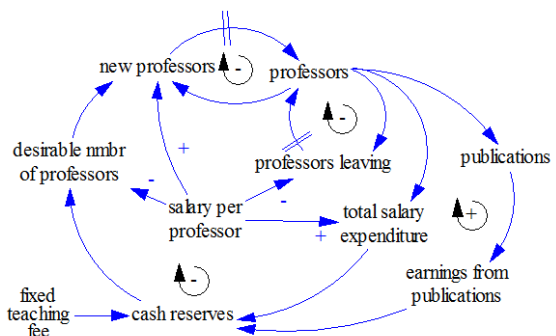 new professors
-
professors
-
desirable nmbr
of professors
+
professors leaving
publications
-
-
salary per
professor
+
total salary
expenditure
+
-
earnings from
publications
fixed
teaching
fee
cash reserves